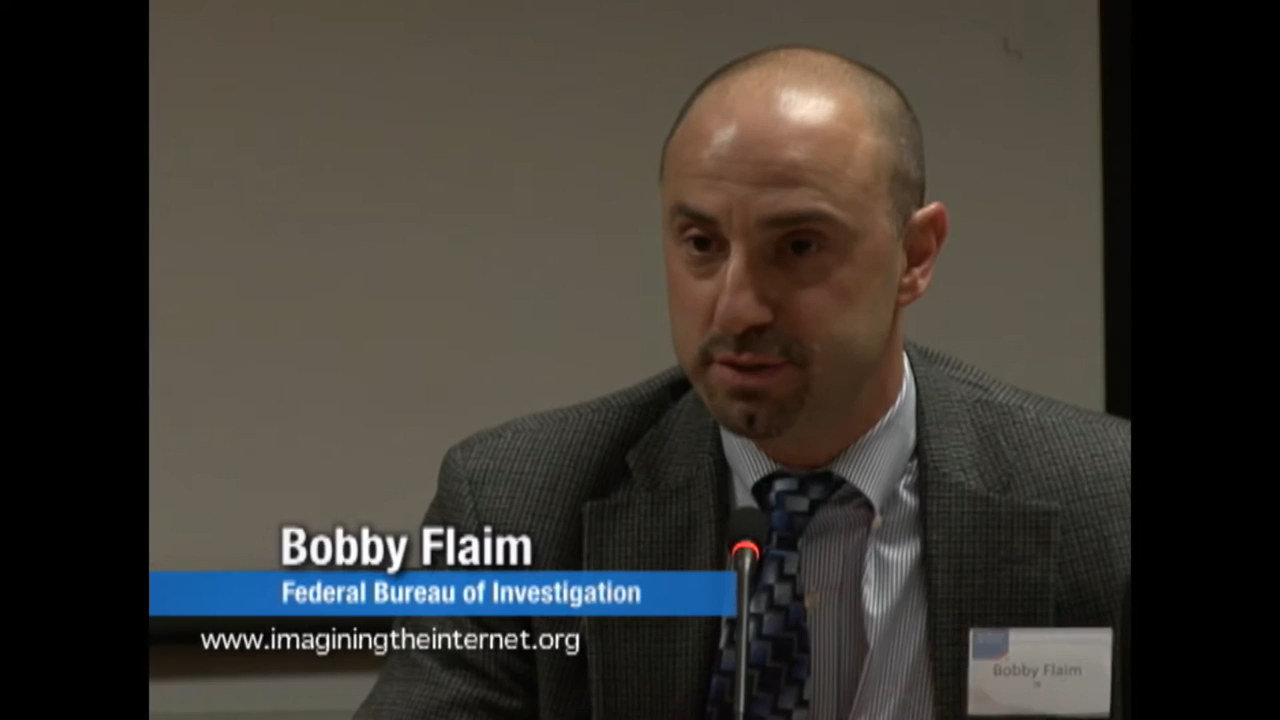 Bobby Flaim
Federal Bureau of Investigation
www.imaginingtheinternet.org
Bobby Flaim